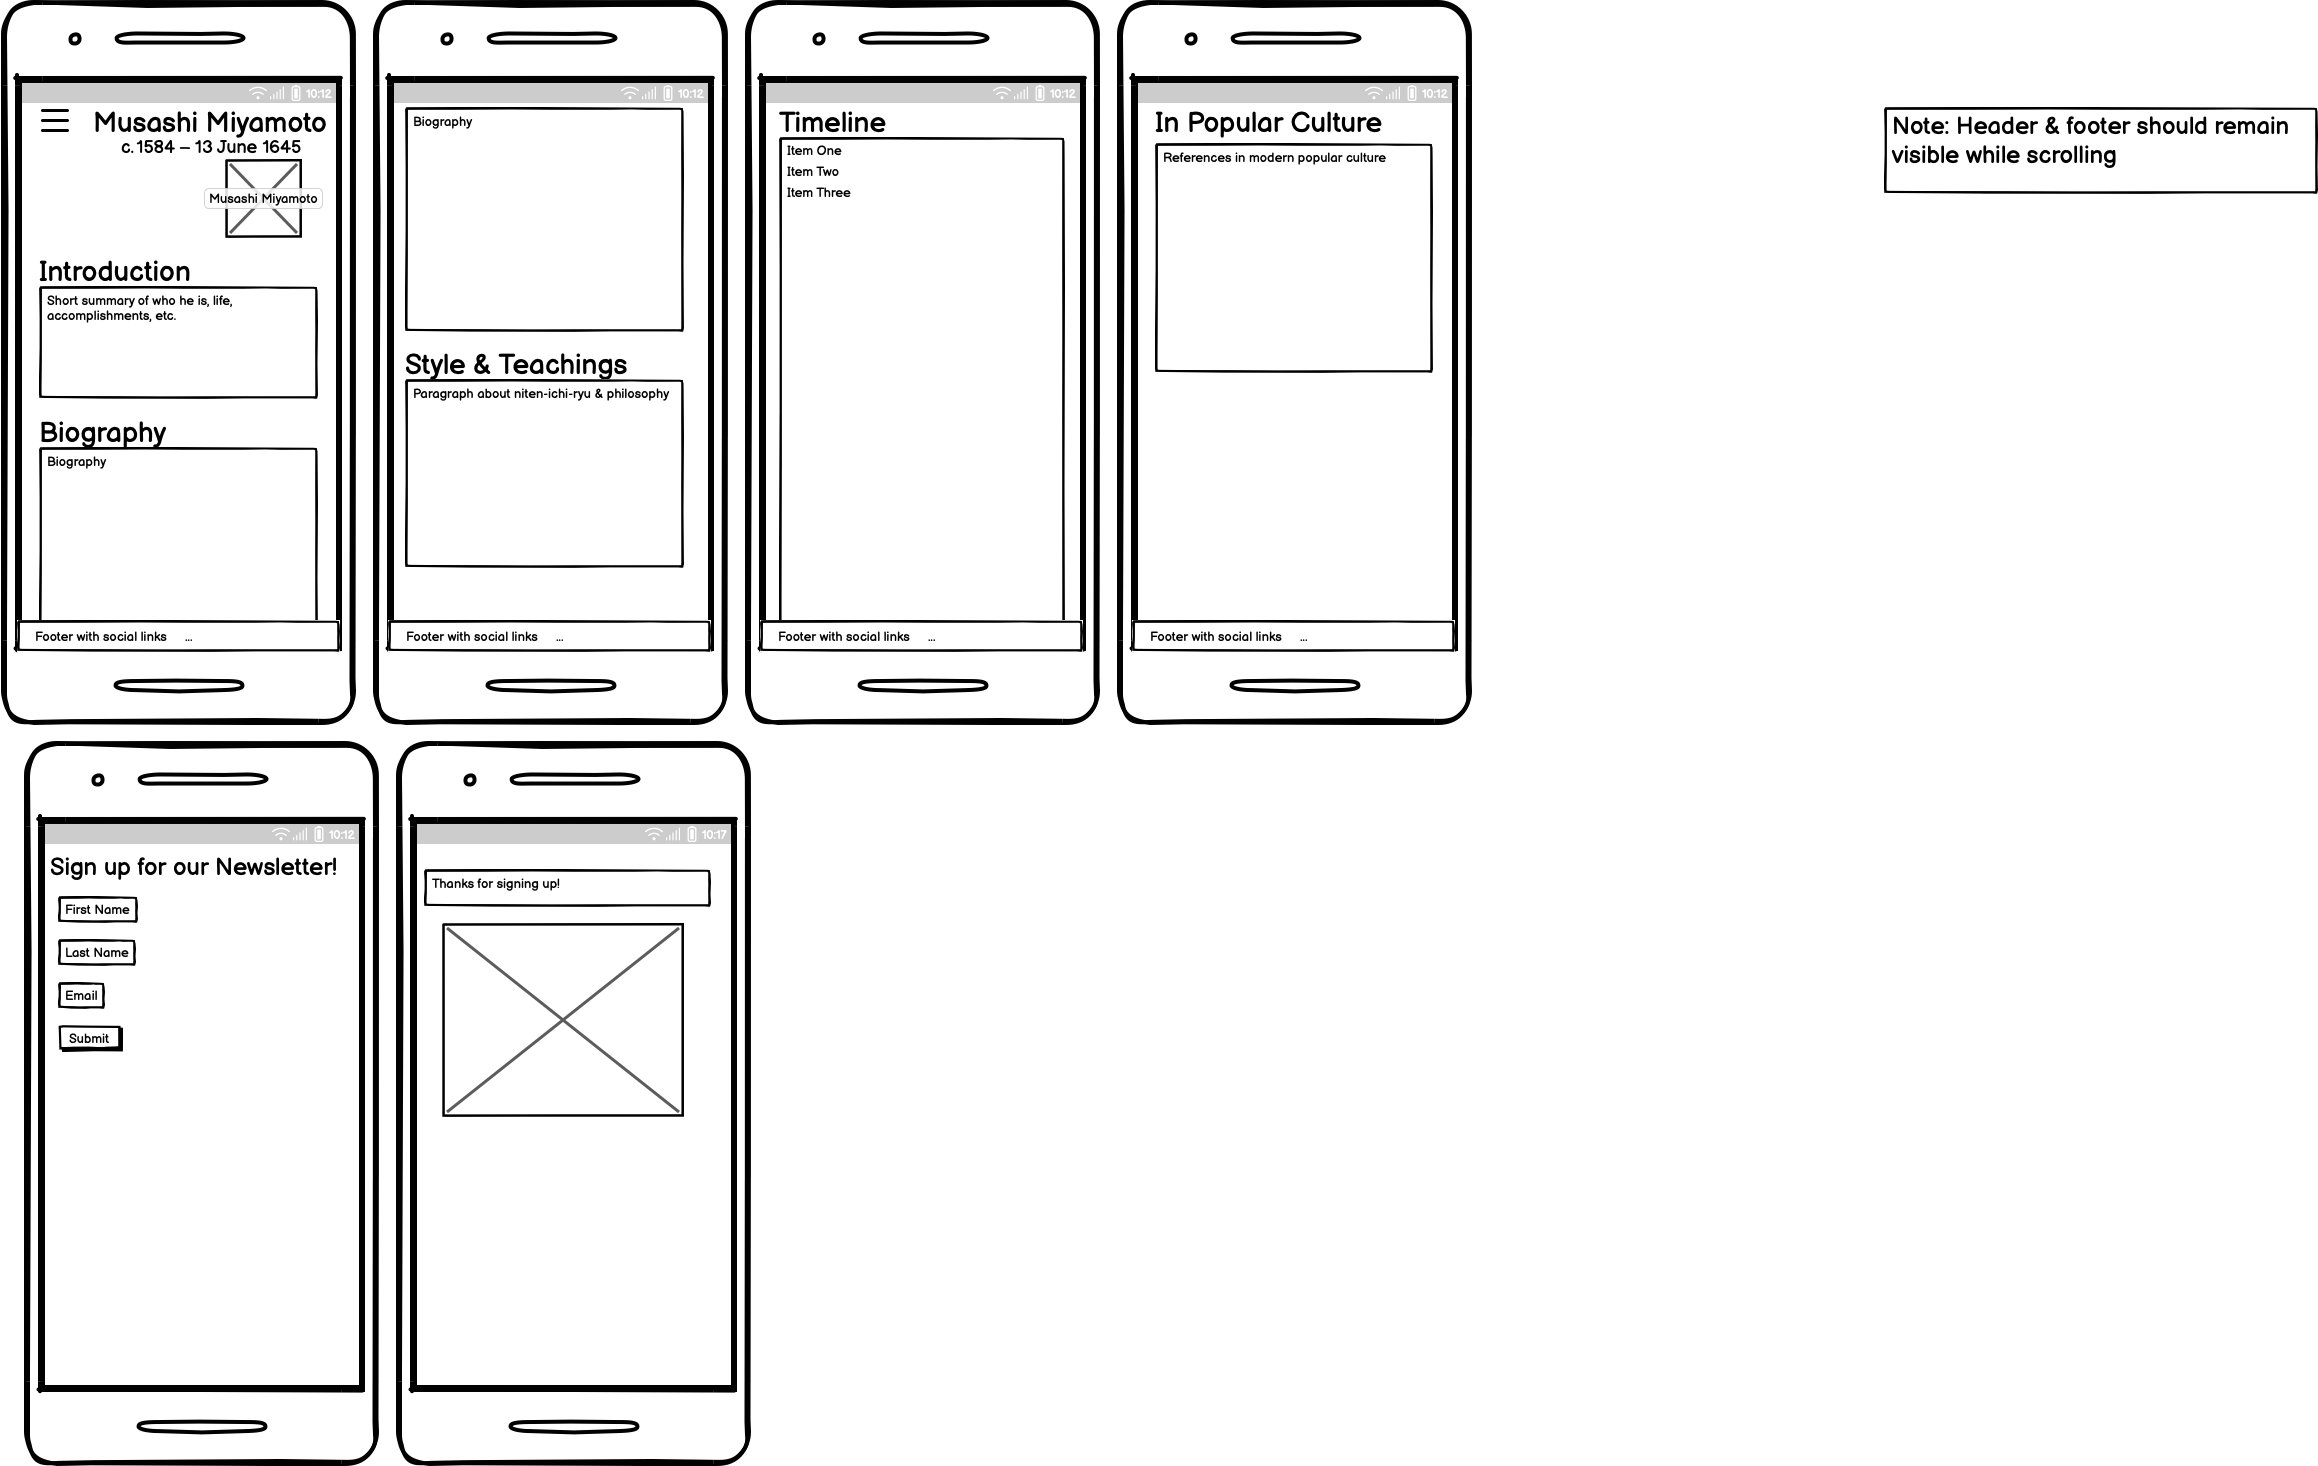 10:12
Musashi Miyamoto
c. 1584 – 13 June 1645
Musashi Miyamoto
Introduction
Short summary of who he is, life,
accomplishments, etc.
Biography
Biography
Footer with social links ...
10:12
Biography
Style & Teachings
Paragraph about niten-ichi-ryu & philosophy
Footer with social links ...
10:12
Timeline
Item One
Item Two
Item Three
Footer with social links ...
10:12
In Popular Culture
References in modern popular culture
Footer with social links ...
Note: Header & footer should remain
visible while scrolling
10:12
Sign up for our Newsletter!
First Name
Last Name
Email
Submit
10:17
Thanks for signing up!